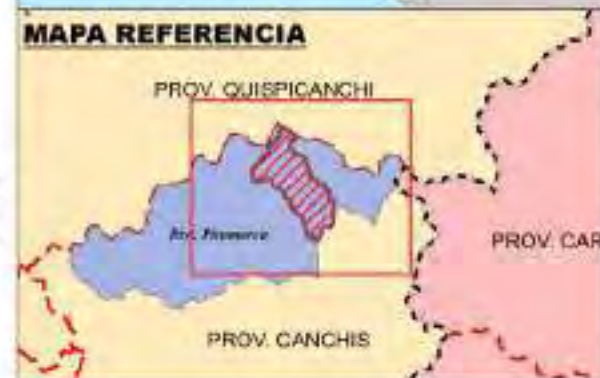 MAPA REFERENCIA
PROV. QUISPICANCHI
PROV. CAR
PROV. CANCHIS